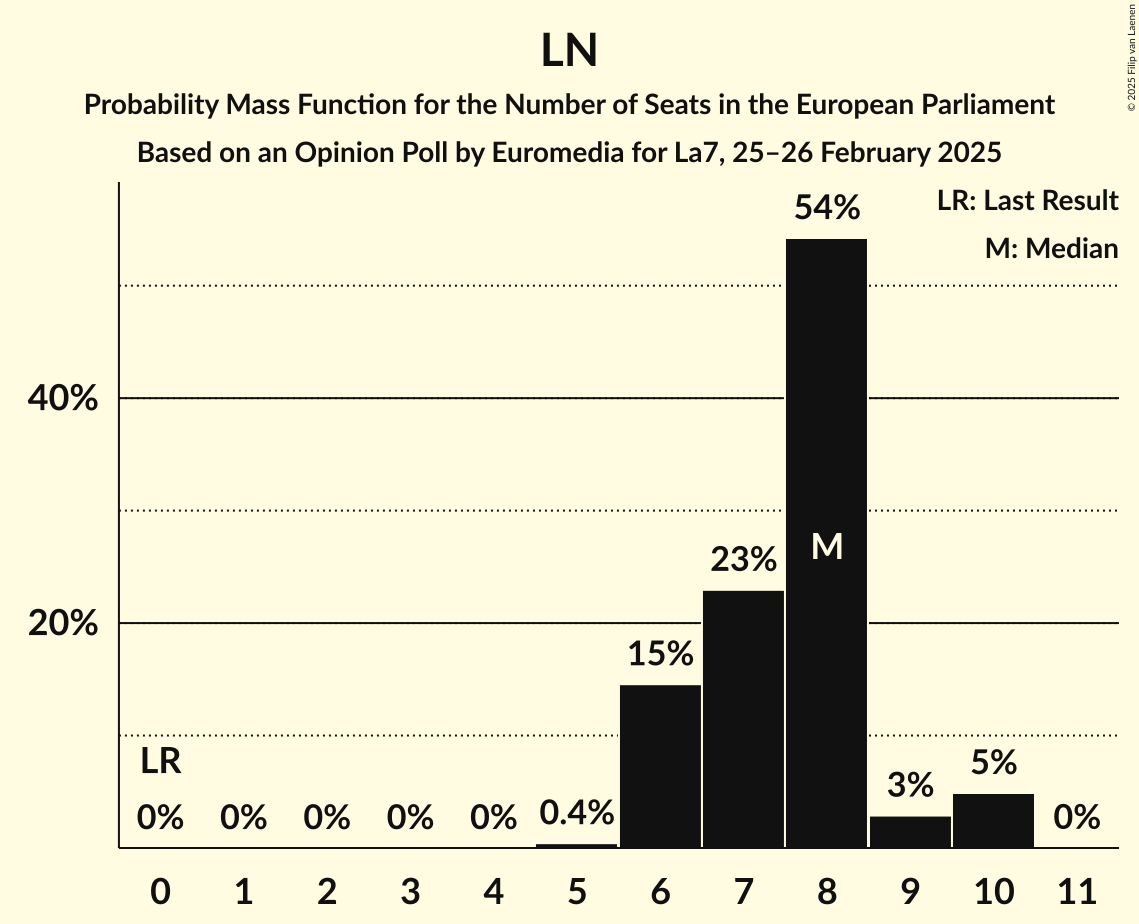 LN
Probability Mass Function for the Number of Seats in the European Parliament
Based on an Opinion Poll by Euromedia for La7, 25–26 February 2025
© 2025 Filip van Laenen
LR: Last Result
M: Median
54%
40%
M
23%
20%
15%
LR
5%
3%
0% 0% 0% 0% 0% 0.4% 0%
0 1 2 3 4 5 6 7 8 9 10 11